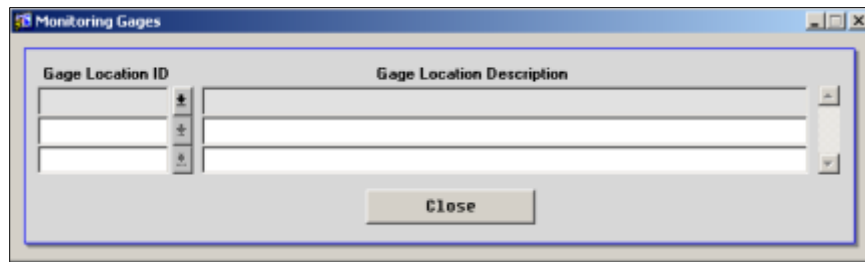 Monitoring Gages
Gage Location ID
Gage Location Description
Close